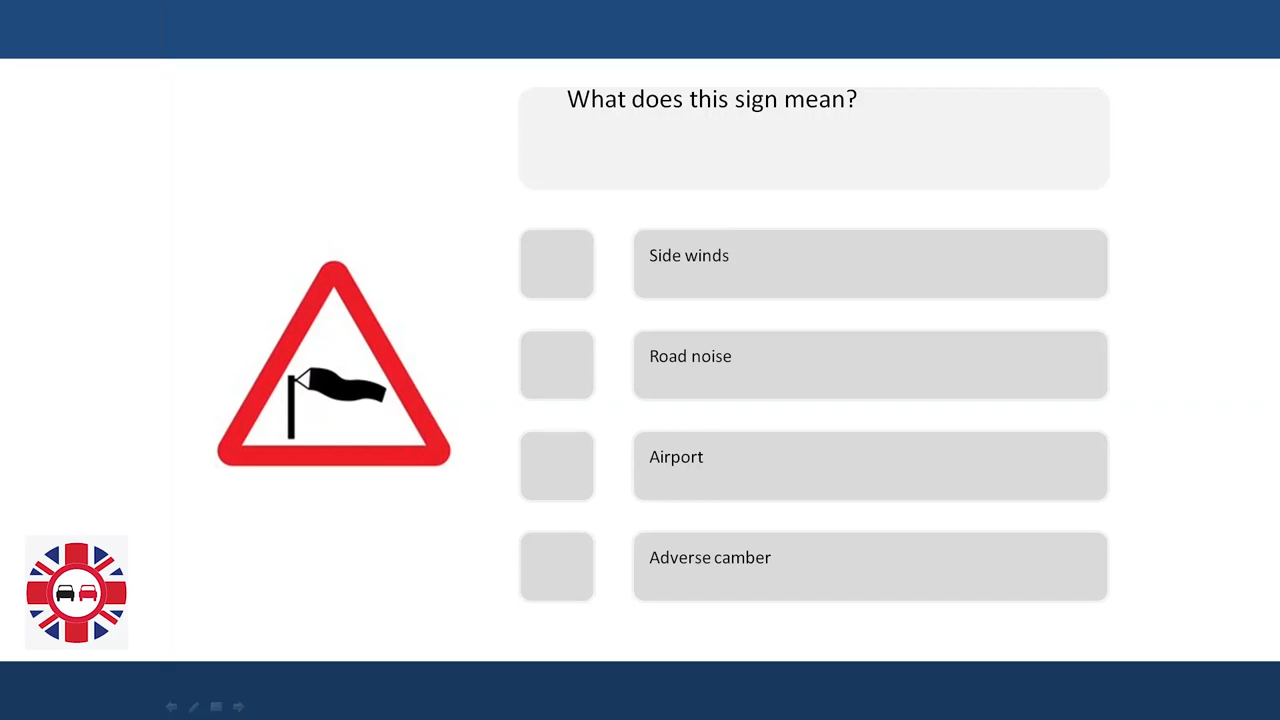 What does this sign mean?
Side winds
Road noise
Airport
Adverse camber